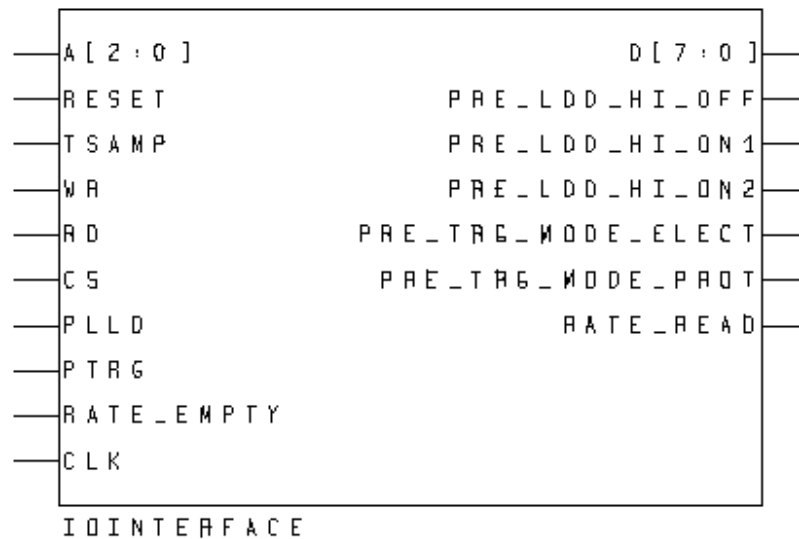 A[2:0] D[7:0]
RESET PRE_LDD_HI_OFF
TSAMP PRE_LDD_HI_ON1
WR PRE_LDD_HI_ON2
RD PRE_TRG_MODE_ELECT
CS PRE_TRG_MODE_PROT
PLLD RATE_READ
PTRG
RATE_EMPTY
CLK
IOINTERFACE